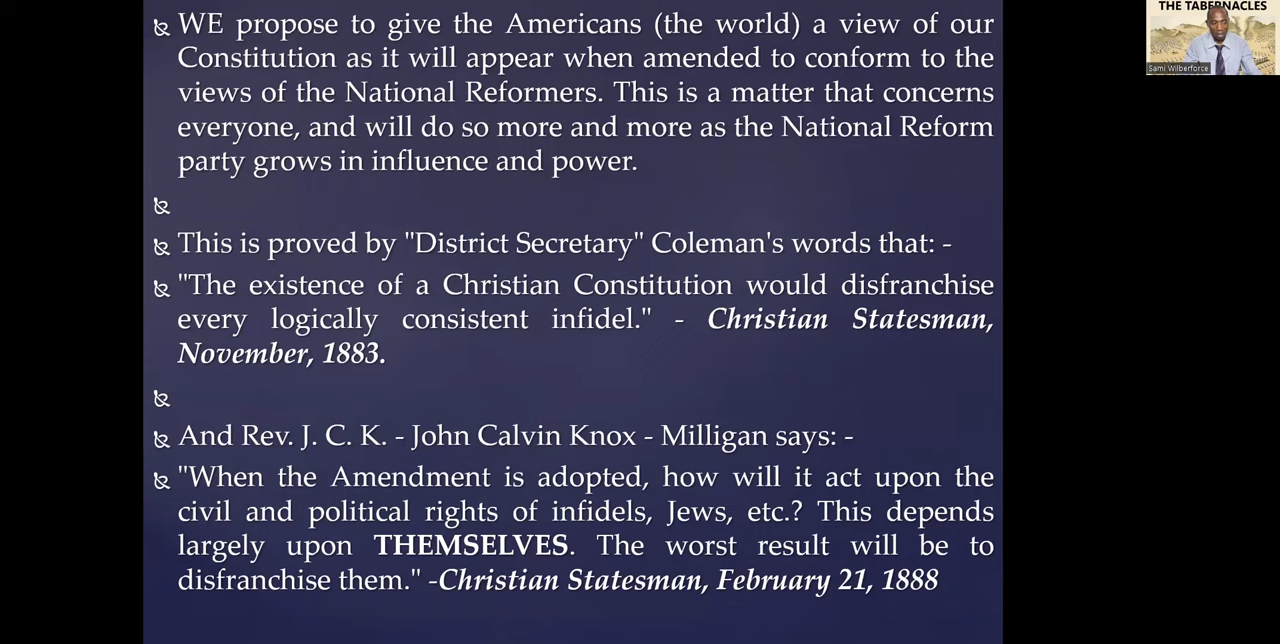 WE propose to give the Americans (the world) a view of our
Constitution as it will appear when amended to conform to the
views of the National Reformers. This is a matter that concerns
everyone, and will do so more and more as the National Reform
party grows in influence and power.
This is proved by "District Secretary" Coleman's words that: -
"The existence of a Christian Constitution would disfranchise
every logically consistent infidel." - Christian Statesman,
November, 1883.
And Rev. J. C. K. - John Calvin Knox - Milligan says: -
"When the Amendment is adopted, how will it act upon the
civil and political rights of infidels, Jews, etc.? This depends
largely upon THEMSELVES. The worst result will be to
disfranchise them." -Christian Statesman, February 21, 1888
THE TABERNACLES
Sami Wilberforce